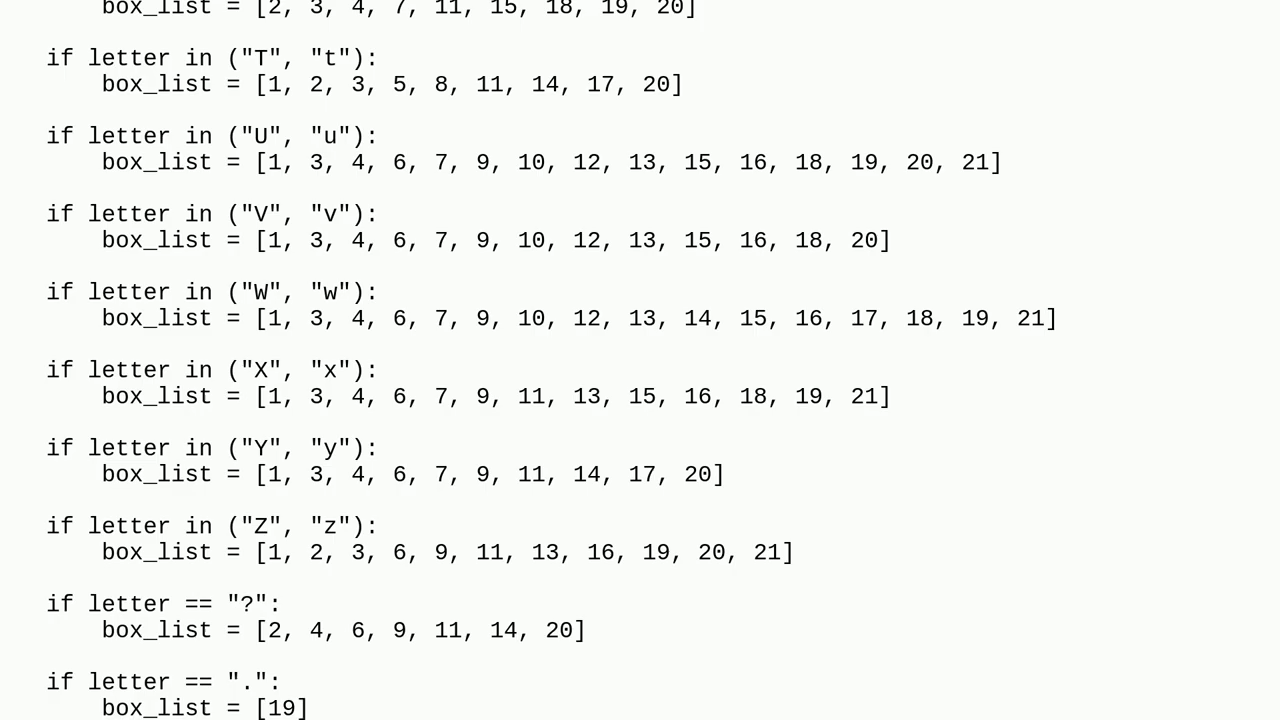 box_list = [2, 3, 4, 7, 11, 15, 18, 19, 20]
if letter in ("T", "t"):
    box_list = [1, 2, 3, 5, 8, 11, 14, 17, 20]
if letter in ("U", "u"):
    box_list = [1, 3, 4, 6, 7, 9, 10, 12, 13, 15, 16, 18, 19, 20, 21]
if letter in ("V", "v"):
    box_list = [1, 3, 4, 6, 7, 9, 10, 12, 13, 15, 16, 18, 20]
if letter in ("W", "w"):
    box_list = [1, 3, 4, 6, 7, 9, 10, 12, 13, 14, 15, 16, 17, 18, 19, 21]
if letter in ("X", "x"):
    box_list = [1, 3, 4, 6, 7, 9, 11, 13, 15, 16, 18, 19, 21]
if letter in ("Y", "y"):
    box_list = [1, 3, 4, 6, 7, 9, 11, 14, 17, 20]
if letter in ("Z", "z"):
    box_list = [1, 2, 3, 6, 9, 11, 13, 16, 19, 20, 21]
if letter == "?":
    box_list = [2, 4, 6, 9, 11, 14, 20]
if letter == ".":
    box_list = [19]